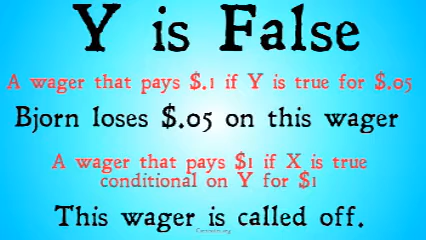 Y is False
A wager that pays $.1 if Y is true for $.05
Bjorn loses $.05 on this wager
A wager that pays $1 if X is true
conditional on Y for $1
This wager is called off.